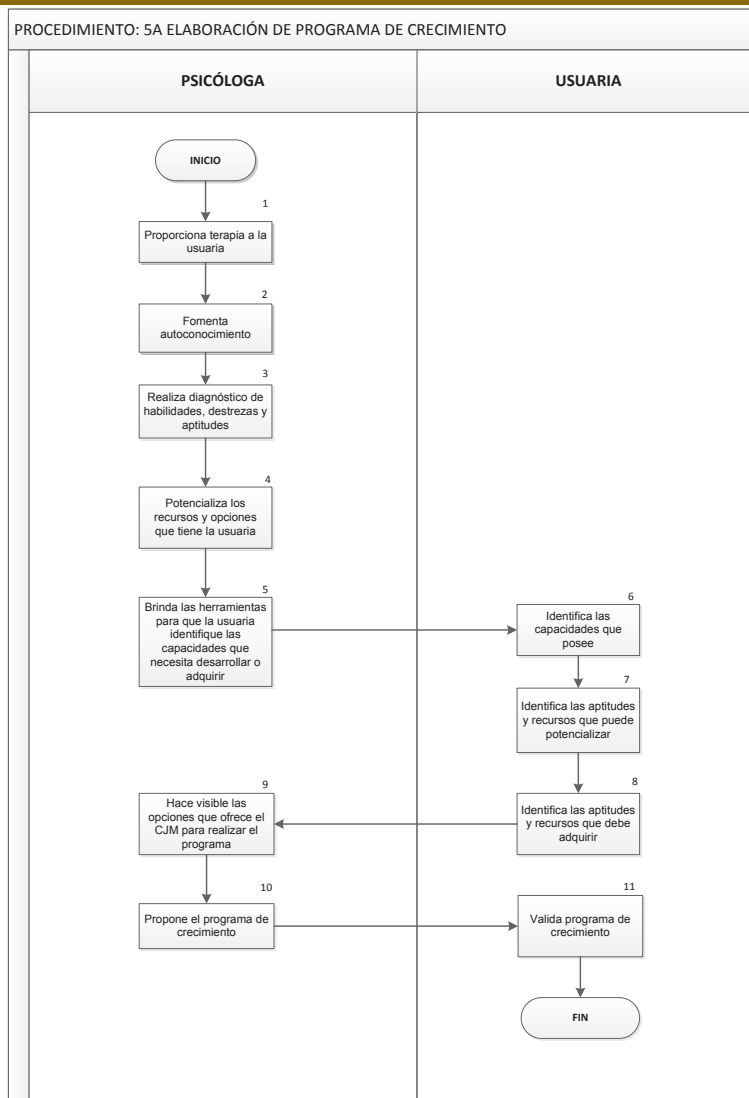 PROCEDIMIENTO: 5A ELABORACIÓN DE PROGRAMA DE CRECIMIENTO
PSICÓLOGA
USUARIA
INICIO
1
Proporciona terapia a la
usuaria
2
Fomenta
autoconocimiento
3
Realiza diagnóstico de
habilidades, destrezas y
aptitudes
4
Potencializa los
recursos y opciones
que tiene la usuaria
5
Brinda las herramientas
para que la usuaria
identifique las
capacidades que
necesita desarrollar o
adquirir
6
Identifica las
capacidades que
posee
7
Identifica las aptitudes
y recursos que puede
potencializar
8
Identifica las aptitudes
y recursos que debe
adquirir
9
Hace visible las
opciones que ofrece el
CJM para realizar el
programa
10
Propone el programa de
crecimiento
11
Valida programa de
crecimiento
FIN